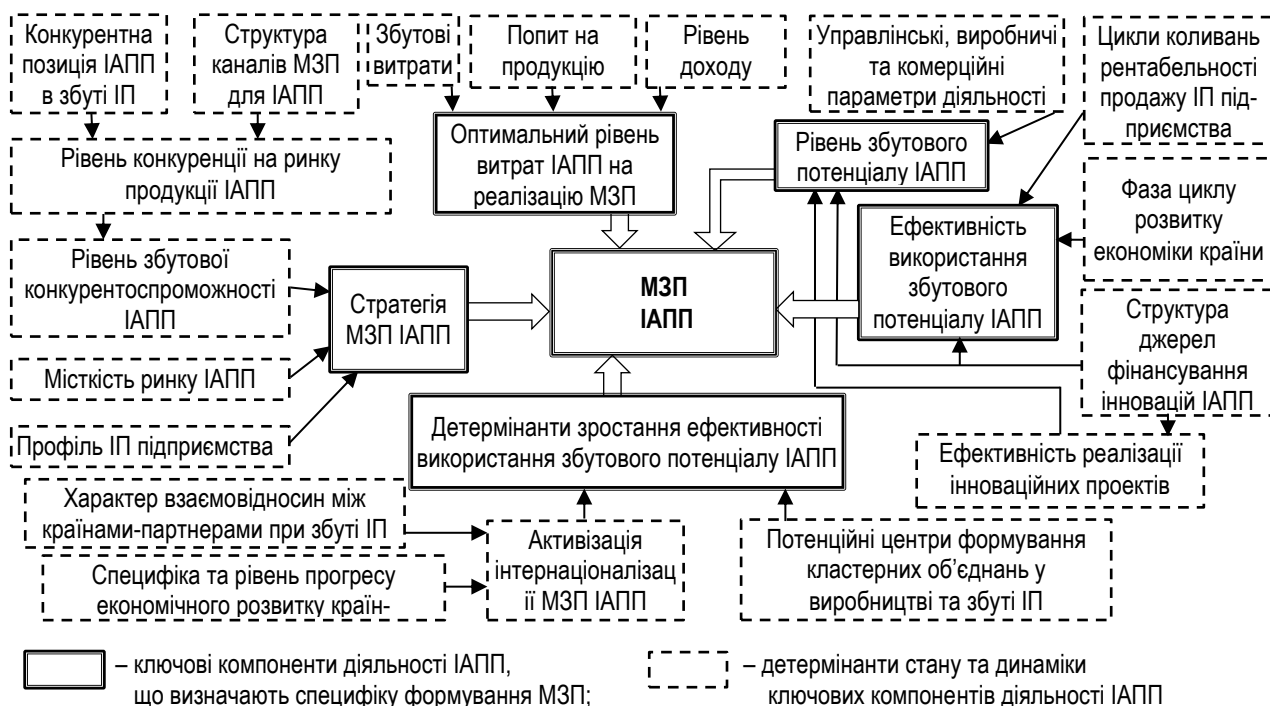 Конкурентна
позиція ІАПП
в збуті ІП
Структура
каналів МЗП
для ІАПП
Збутові
витрати
Попит на
продукцію
Рівень
доходу
Управлінські, виробничі
та комерційні
параметри діяльності
Цикли коливань
рентабельності
продажу ІП під-
приємства
Рівень конкуренції на ринку
продукції ІАПП
Оптимальний рівень
витрат ІАПП на
реалізацію МЗП
Рівень збутового
потенціалу ІАПП
Фаза циклу
розвитку
економіки країни
Рівень збутової
конкурентоспроможності
ІАПП
Стратегія
МЗП ІАПП
МЗП
ІАПП
Ефективність
використання
збутового
потенціалу ІАПП
Структура
джерел
фінансування
інновацій ІАПП
Місткість ринку ІАПП
Профіль ІП підприємства
Детермінанти зростання ефективності
використання збутового потенціалу ІАПП
Ефективність реалізації
інноваційних проектів
Характер взаємовідносин між
країнами-партнерами при збуті ІП
Специфіка та рівень прогресу
економічного розвитку країн-
Активізація
інтернаціоналізац
ії МЗП ІАПП
Потенційні центри формування
кластерних об’єднань у
виробництві та збуті ІП
– ключові компоненти діяльності ІАПП,
що визначають специфіку формування МЗП;
– детермінанти стану та динаміки
ключових компонентів діяльності ІАПП